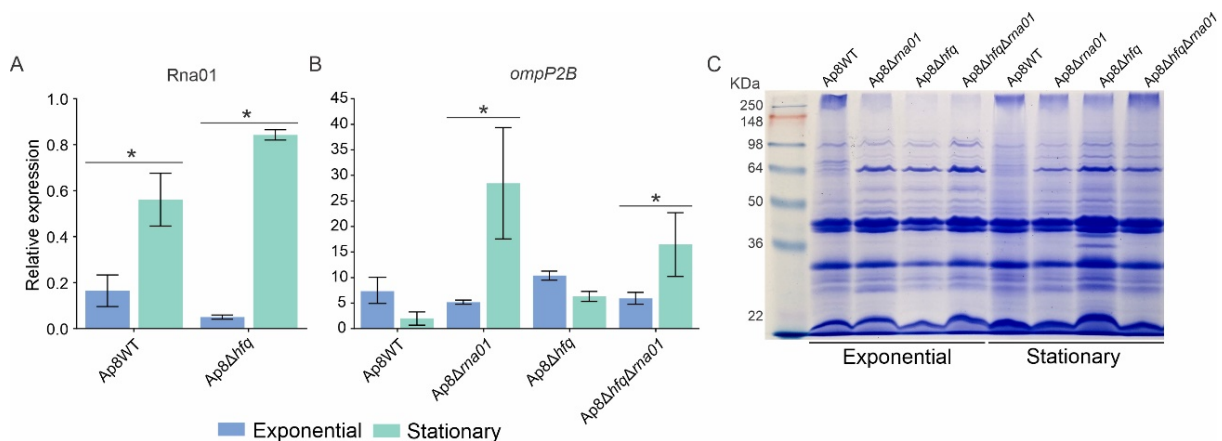 A
Rna01
Relative expression
1.0
0.8
0.6
0.4
0.2
0.0
*
*
Ap8WT
Ap8Δhfq
B
ompP2B
45
40
35
30
25
20
15
10
5
0
*
*
Ap8WT
Ap8Δrna01
Ap8Δhfq
Ap8ΔhfqΔrna01
Exponential
Stationary
C
KDa
Ap8WT
Ap8Δrna01
Ap8Δhfq
Ap8ΔhfqΔrna01
Ap8WT
Ap8Δrna01
Ap8Δhfq
Ap8ΔhfqΔrna01
250
148
98
64
50
36
22
Exponential
Stationary